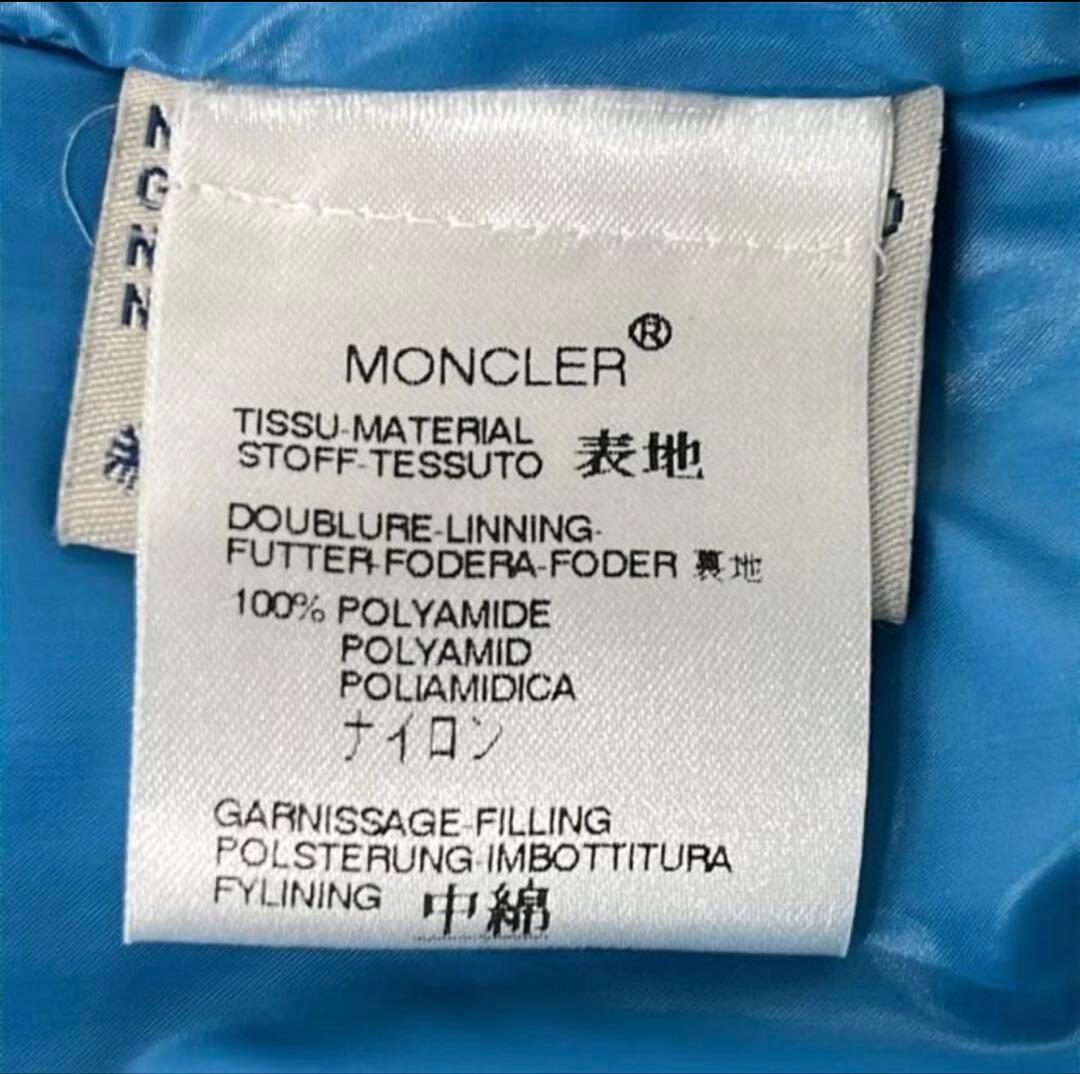 MONCLER®
TISSU-MATERIAL
STOFF-TESSUTO 表地
DOUBLURE-LINNING-
FUTTER-FODERA-FODER 裏地
100% POLYAMIDE
POLYAMID
POLIAMIDICA
ナイロン
GARNISSAGE-FILLING
POLSTERUNG-IMBOTTITURA
FYLINING 中綿